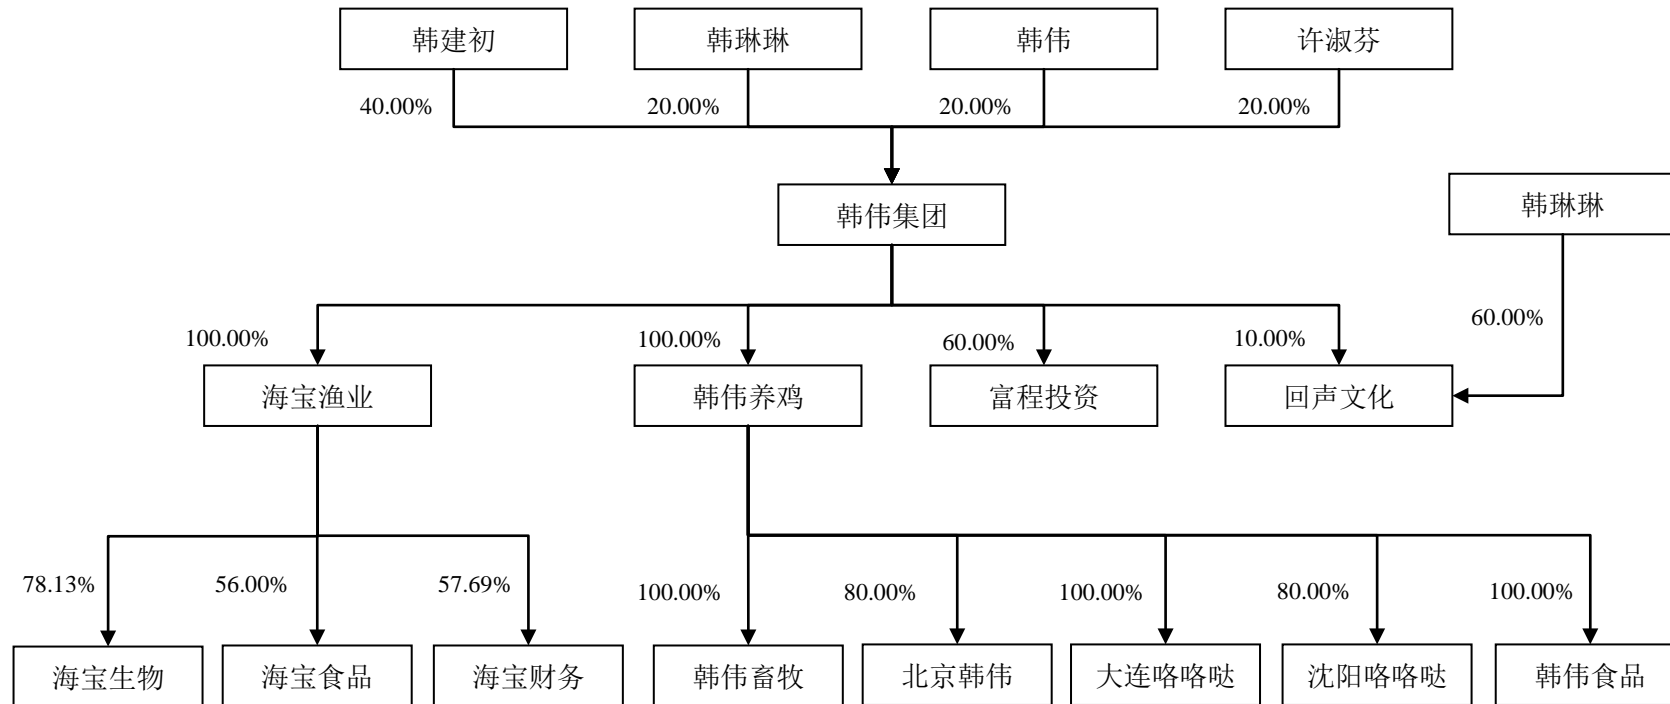 韩建初
韩琳琳
韩伟
许淑芬
40.00%
20.00%
20.00%
20.00%
韩伟集团
韩琳琳
100.00%
100.00%
60.00%
10.00%
60.00%
海宝渔业
韩伟养鸡
富程投资
回声文化
78.13%
56.00%
57.69%
100.00%
80.00%
100.00%
80.00%
100.00%
海宝生物
海宝食品
海宝财务
韩伟畜牧
北京韩伟
大连咯咯哒
沈阳咯咯哒
韩伟食品